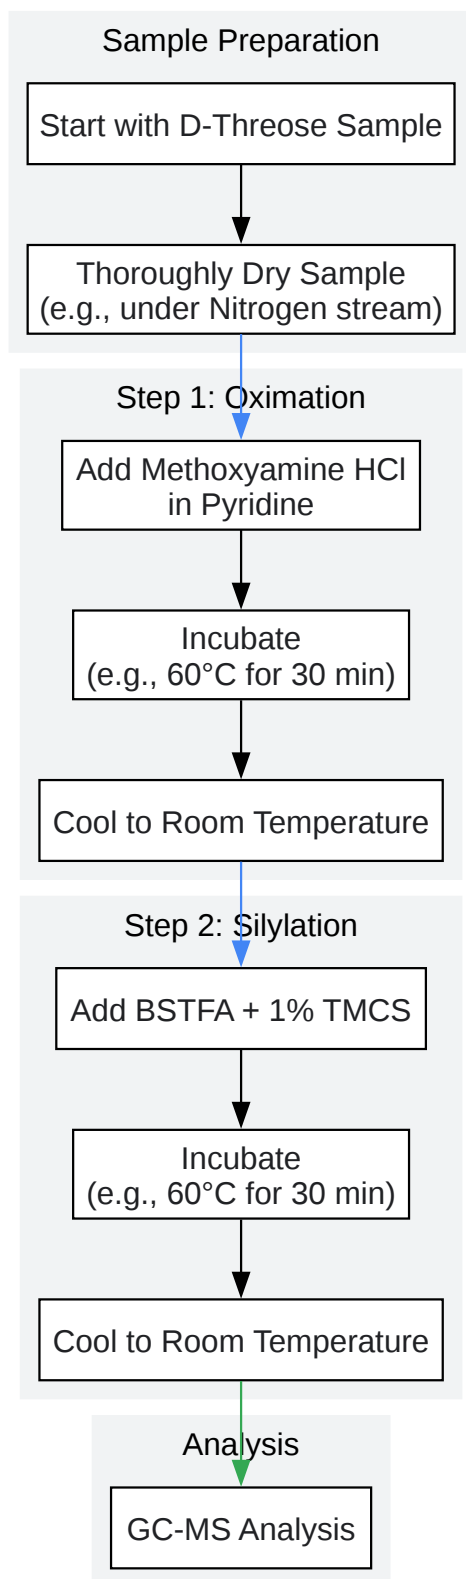 Sample Preparation
Start with D-Threose Sample
Thoroughly Dry Sample
(e.g., under Nitrogen stream)
Step 1: Oximation
Add Methoxyamine HCl
in Pyridine
Incubate
(e.g., 60°C for 30 min)
Cool to Room Temperature
Step 2: Silylation
Add BSTFA + 1% TMCS
Incubate
(e.g., 60°C for 30 min)
Cool to Room Temperature
Analysis
GC-MS Analysis